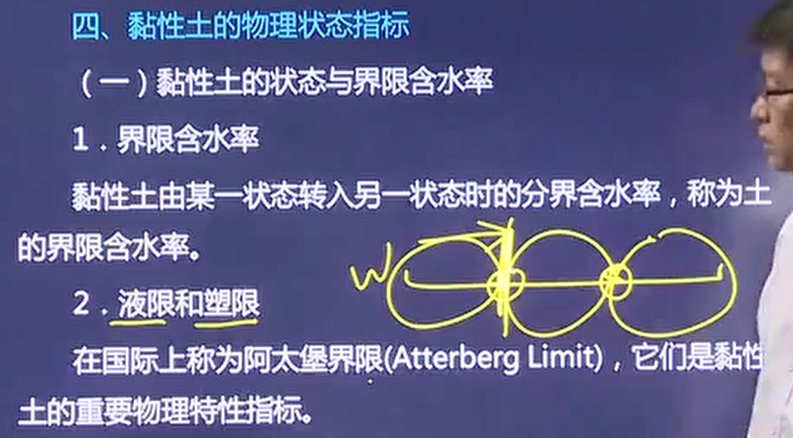 四、黏性土的物理状态指标
（一）黏性土的状态与界限含水率
1．界限含水率
黏性土由某一状态转入另一状态时的分界含水率，称为土
的界限含水率。
W
2．液限和塑限
在国际上称为阿太堡界限(Atterberg Limit)，它们是黏性
土的重要物理特性指标。